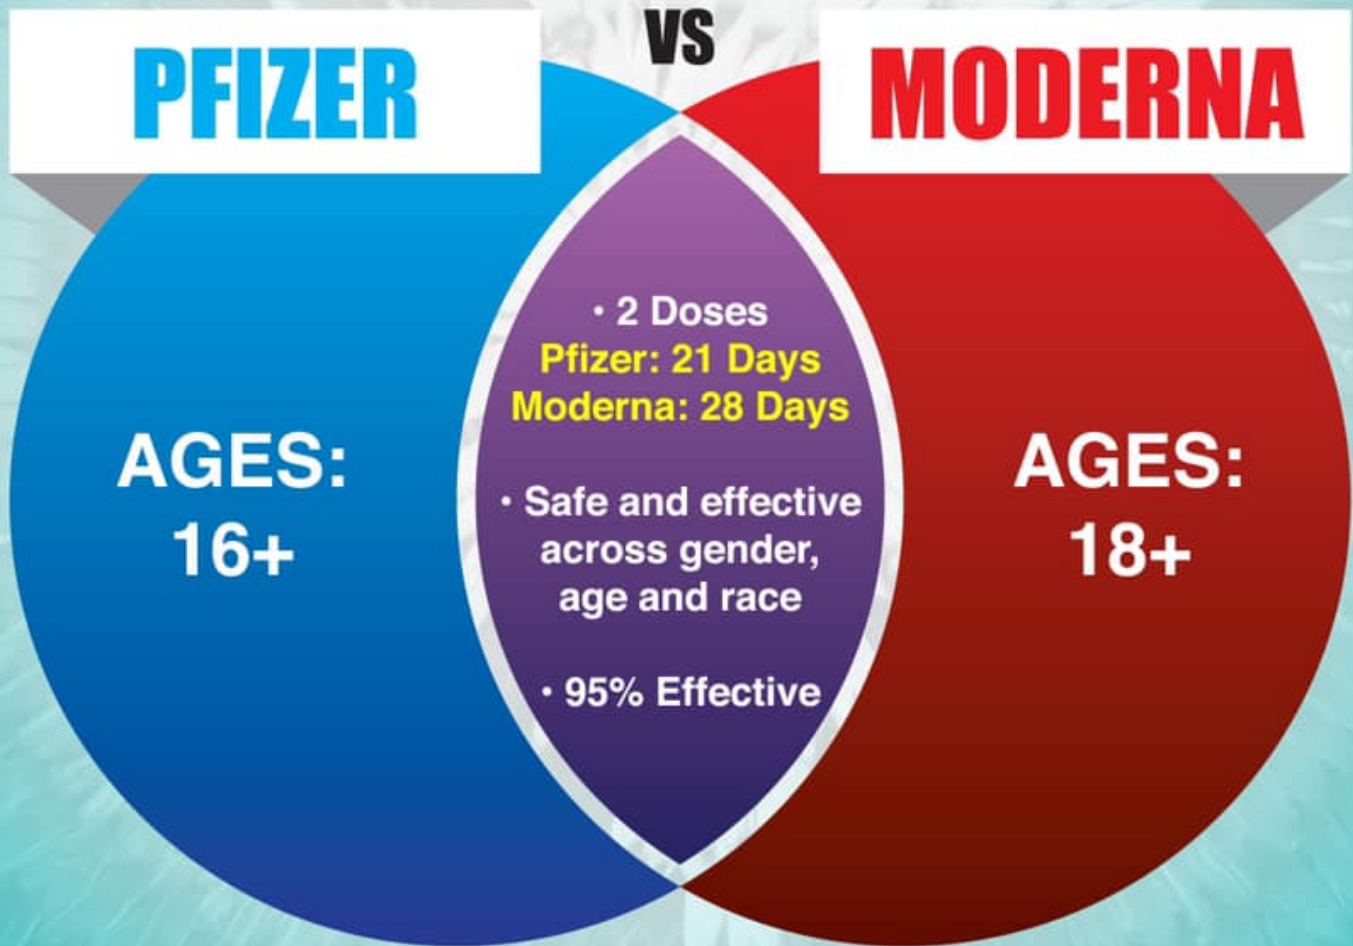 PFIZER
VS
MODERNA
AGES:
16+
• 2 Doses
Pfizer: 21 Days
Moderna: 28 Days
• Safe and effective
across gender,
age and race
• 95% Effective
AGES:
18+